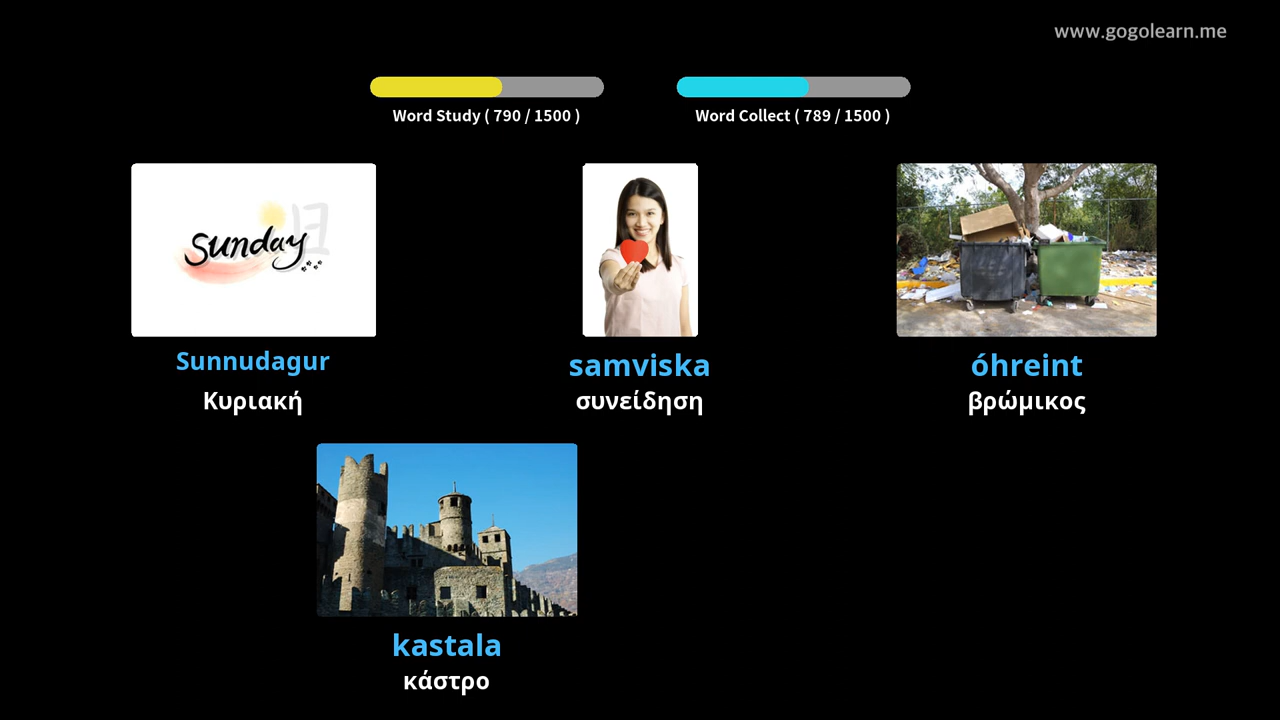 www.gogolearn.me
Word Study ( 790 / 1500 )
Word Collect ( 789 / 1500 )
Sunday
Sunnudagur
Κυριακή
samviska
συνείδηση
óhreint
βρώμικος
kastala
κάστρο